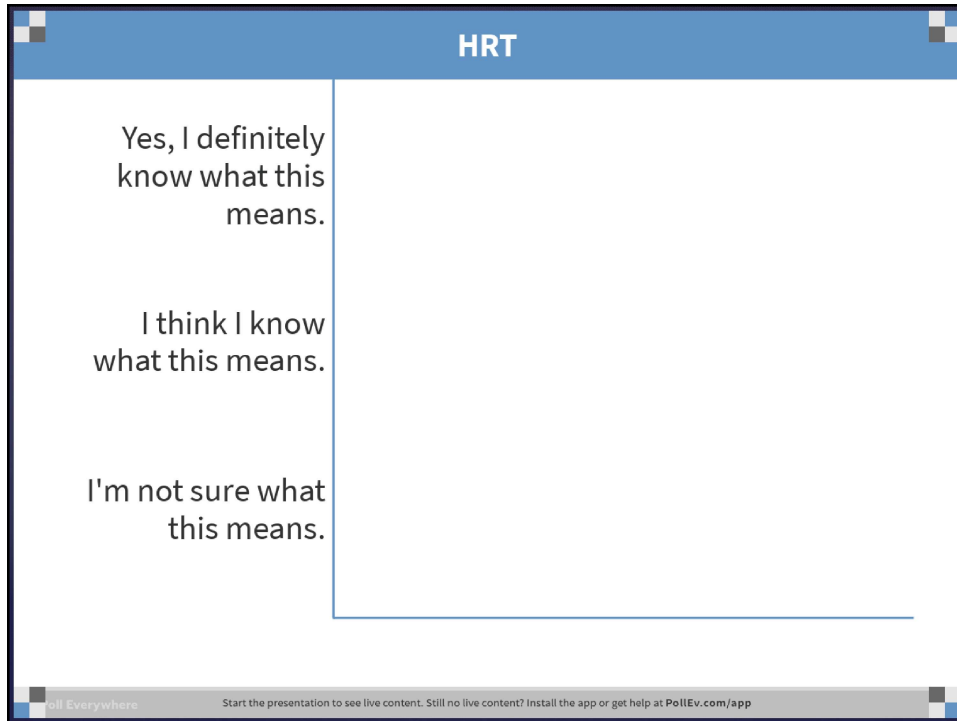 HRT
Yes, I definitely
know what this
means.
I think I know
what this means.
I'm not sure what
this means.
Poll Everywhere
Start the presentation to see live content. Still no live content? Install the app or get help at PollEv.com/app